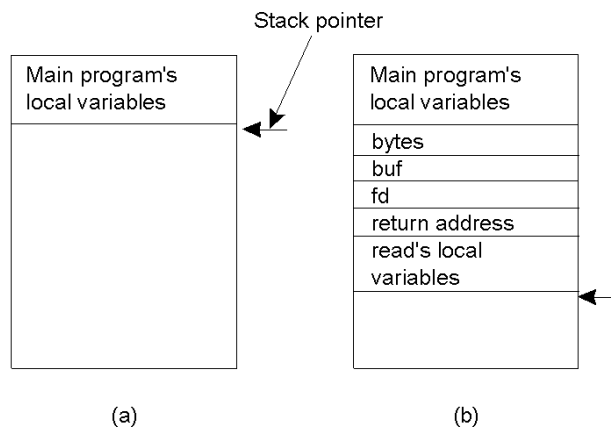 Stack pointer
Main program's
local variables
Main program's
local variables
bytes
buf
fd
return address
read's local
variables
(a)
(b)